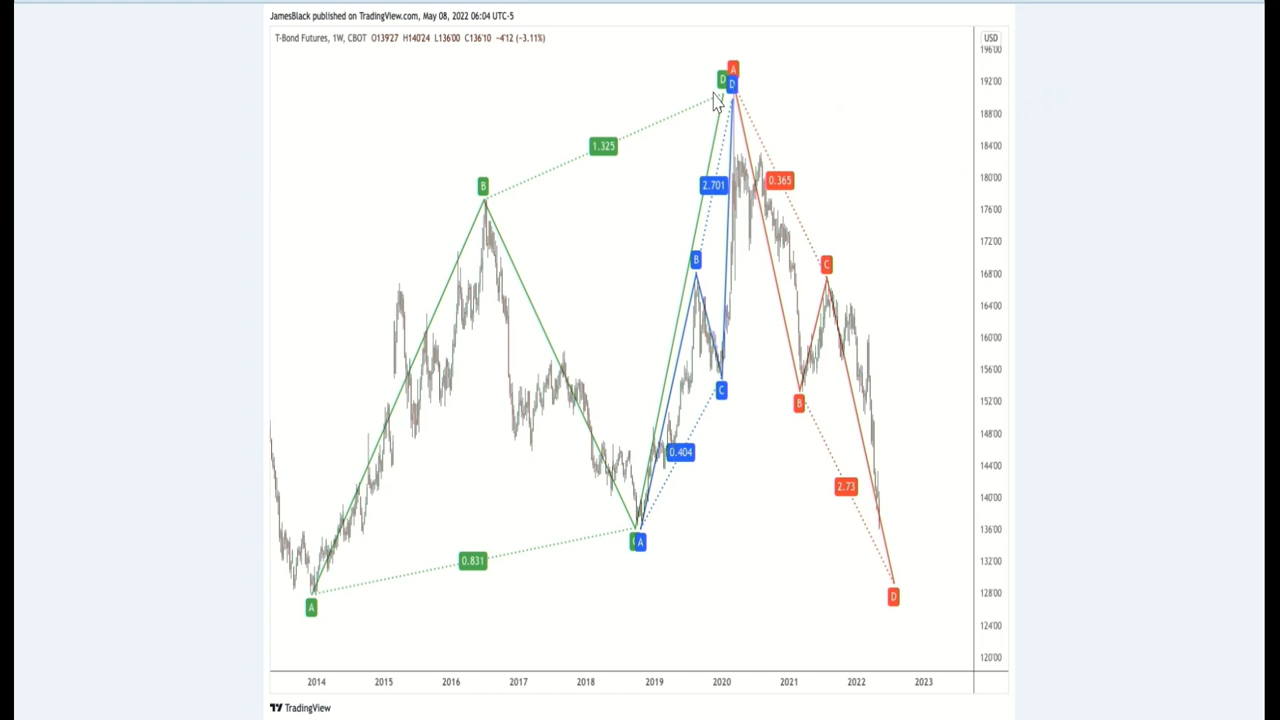 JamesBlack published on TradingView.com, May 08, 2022 06:04 UTC-5
T-Bond Futures, 1W, CBOT O139'27 H140'24 L136'00 C136'10 −4'12 (−3.11%)
USD
196'00
192'00
188'00
184'00
180'00
176'00
172'00
168'00
164'00
160'00
156'00
152'00
148'00
144'00
140'00
136'00
132'00
128'00
124'00
120'00
A
D
D
1.325
B
2.701
0.365
B
C
C
B
0.404
2.73
A
0.831
D
A
2014
2015
2016
2017
2018
2019
2020
2021
2022
2023
TradingView